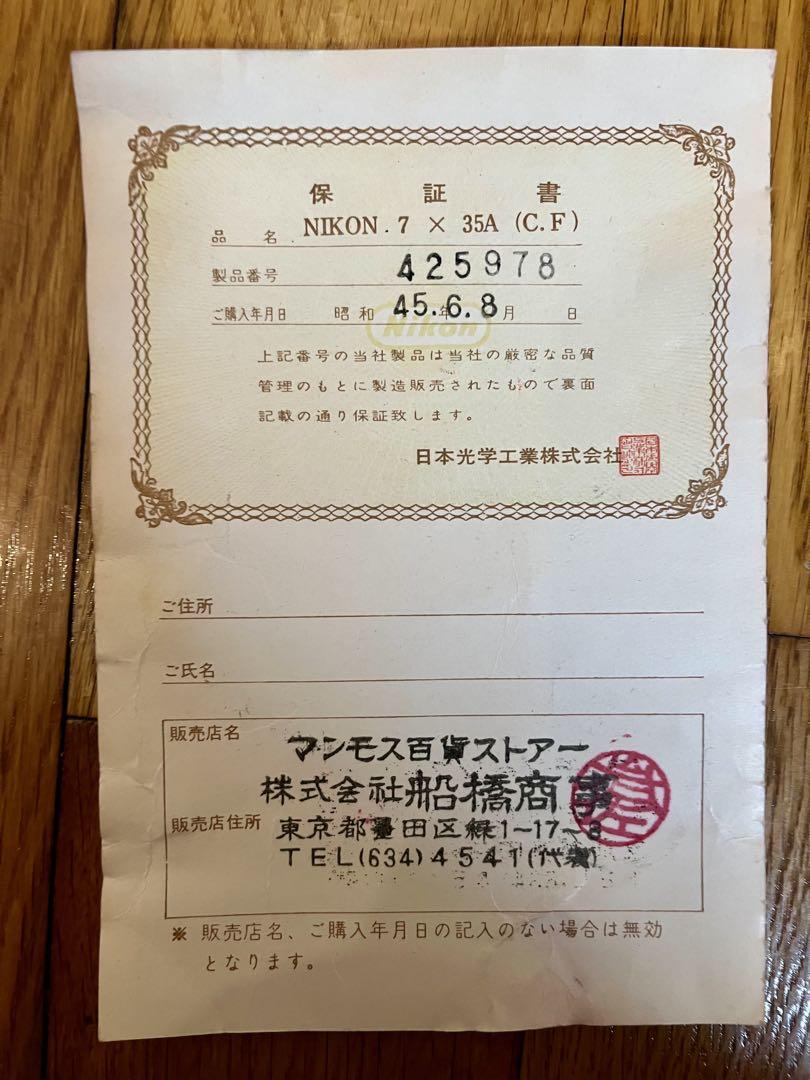 保証書
品名 NIKON.7 × 35A (C.F)
製品番号 425978
ご購入年月日 昭和 45.6.8 年 月 日
Nikon
上記番号の当社製品は当社の厳密な品質
管理のもとに製造販売されたもので裏面
記載の通り保証致します。
日本光学工業株式会社
ご住所
ご氏名
販売店名 マンモス百貨ストアー
株式会社船橋商事
販売店住所 東京都墨田区緑1-17-8
TEL(634)4541(代表)
※ 販売店名、ご購入年月日の記入のない場合は無効
となります。